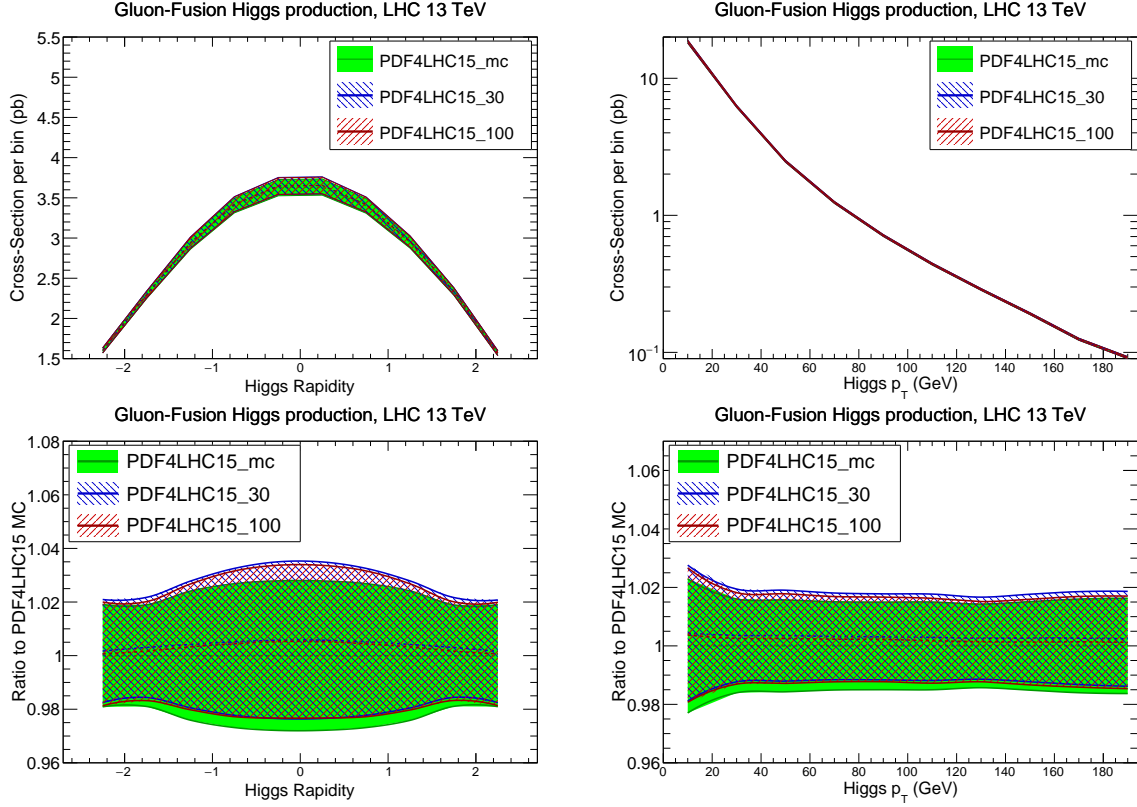 Gluon-Fusion Higgs production, LHC 13 TeV
Cross-Section per bin (pb)
5.5
5
4.5
4
3.5
3
2.5
2
1.5
PDF4LHC15_mc
PDF4LHC15_30
PDF4LHC15_100
−2 −1 0 1 2
Higgs Rapidity
Gluon-Fusion Higgs production, LHC 13 TeV
Cross-Section per bin (pb)
10
1
10−1
PDF4LHC15_mc
PDF4LHC15_30
PDF4LHC15_100
0 20 40 60 80 100 120 140 160 180
Higgs pT (GeV)
Gluon-Fusion Higgs production, LHC 13 TeV
Ratio to PDF4LHC15 MC
1.08
1.06
1.04
1.02
1
0.98
0.96
PDF4LHC15_mc
PDF4LHC15_30
PDF4LHC15_100
−2 −1 0 1 2
Higgs Rapidity
Gluon-Fusion Higgs production, LHC 13 TeV
Ratio to PDF4LHC15 MC
1.06
1.04
1.02
1
0.98
0.96
PDF4LHC15_mc
PDF4LHC15_30
PDF4LHC15_100
0 20 40 60 80 100 120 140 160 180
Higgs pT (GeV)